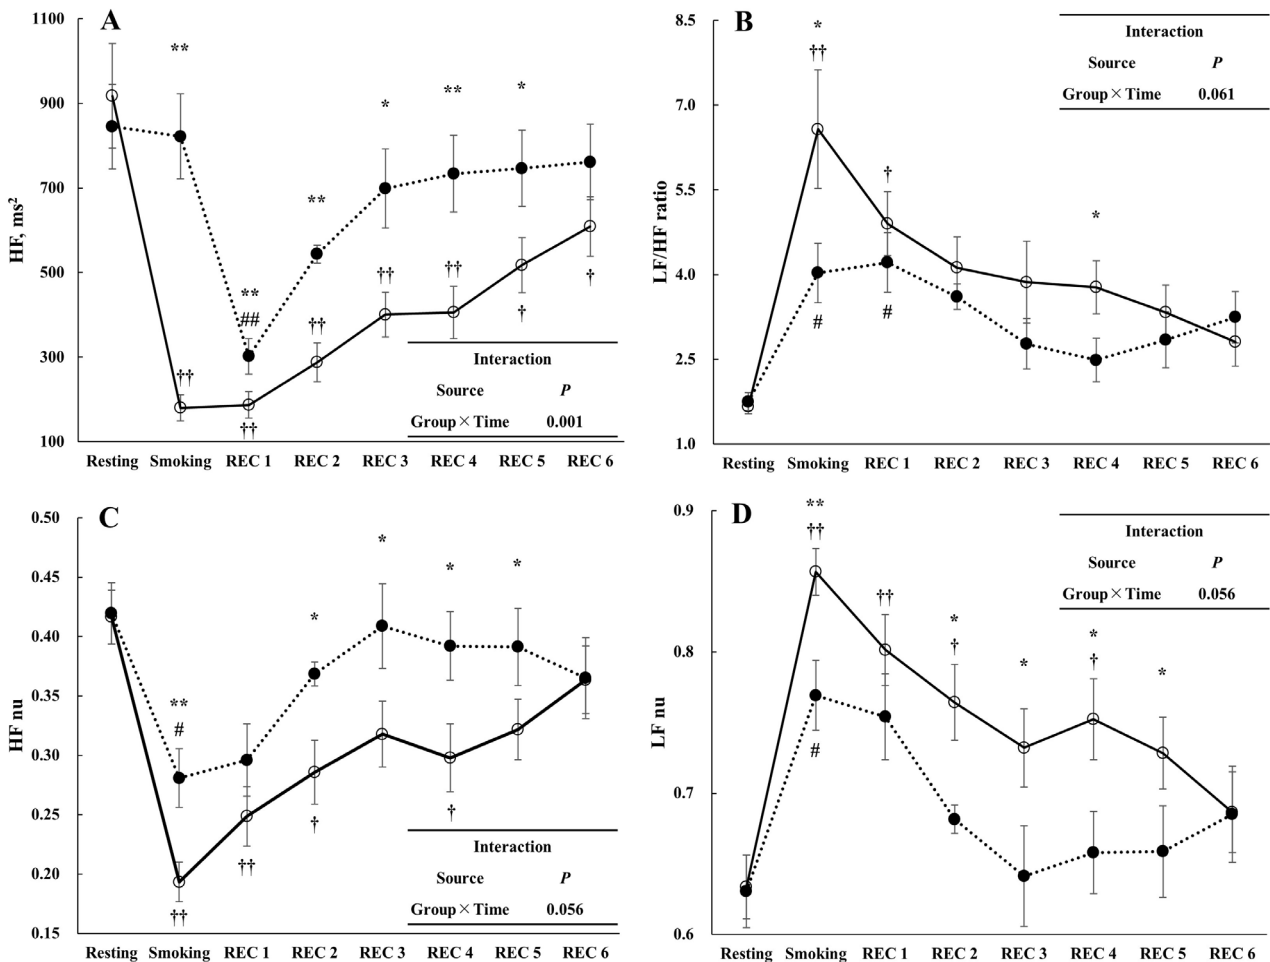 A
HF, ms²
1100
900
700
500
300
100
**
**
##
**
*
**
*
††
††
††
††
††
†
†
Interaction
Source P
Group×Time 0.001
Resting Smoking REC 1 REC 2 REC 3 REC 4 REC 5 REC 6
B
LF/HF ratio
8.5
7.0
5.5
4.0
2.5
1.0
*
††
†
*
#
#
Interaction
Source P
Group×Time 0.061
Resting Smoking REC 1 REC 2 REC 3 REC 4 REC 5 REC 6
C
HF nu
0.50
0.45
0.40
0.35
0.30
0.25
0.20
0.15
**
#
*
*
*
*
††
††
†
†
Interaction
Source P
Group×Time 0.056
Resting Smoking REC 1 REC 2 REC 3 REC 4 REC 5 REC 6
D
LF nu
0.9
0.8
0.7
0.6
**
††
††
*
†
*
*
†
*
#
Interaction
Source P
Group×Time 0.056
Resting Smoking REC 1 REC 2 REC 3 REC 4 REC 5 REC 6